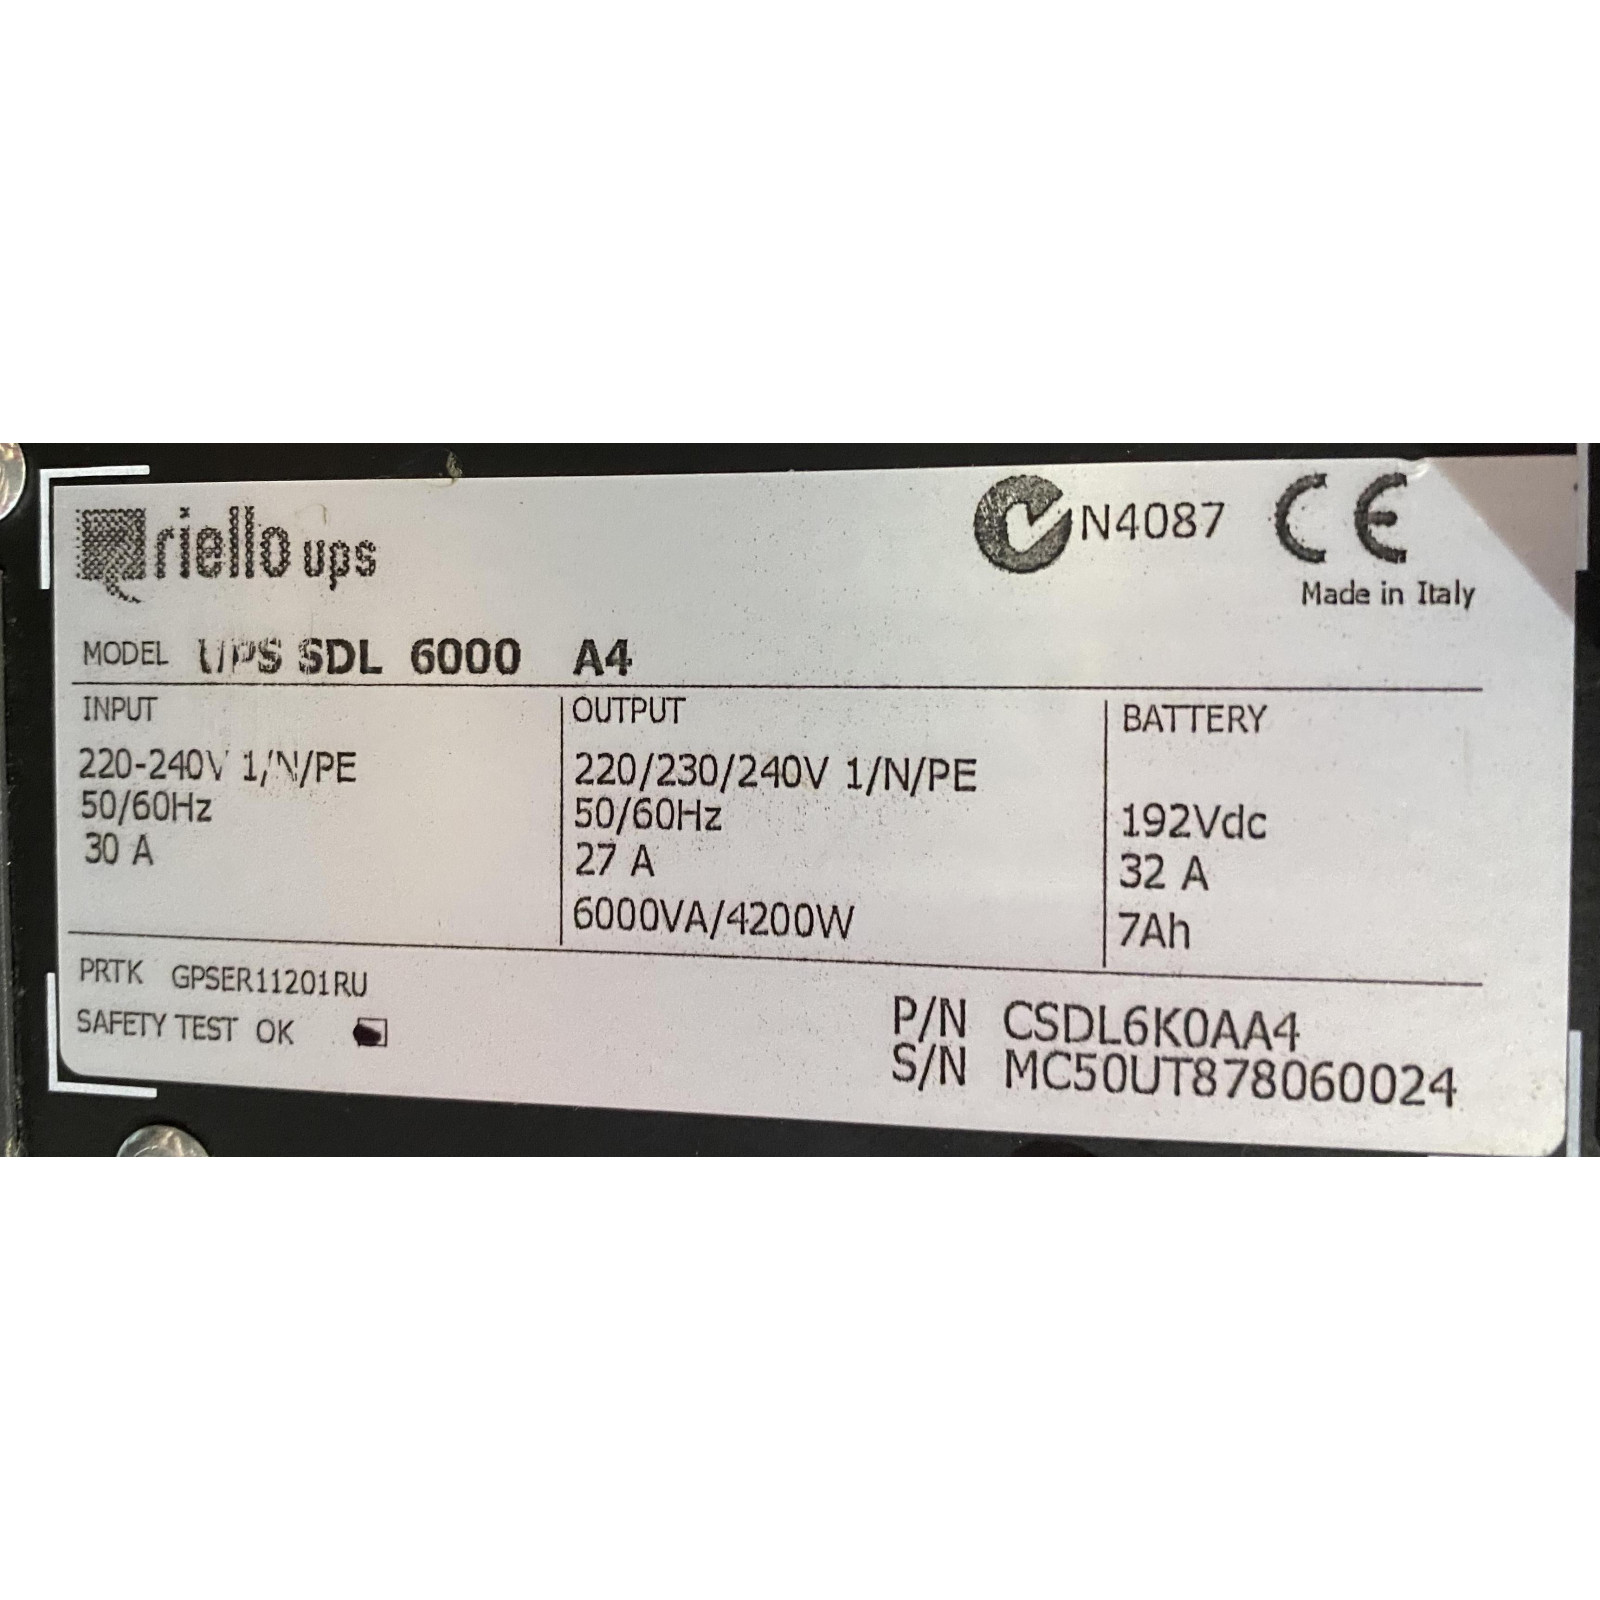 riello ups
N4087 CE
Made in Italy
MODEL UPS SDL 6000 A4
INPUT
220-240V 1/N/PE
50/60Hz
30 A
OUTPUT
220/230/240V 1/N/PE
50/60Hz
27 A
6000VA/4200W
BATTERY
192Vdc
32 A
7Ah
PRTK GPSER11201RU
SAFETY TEST OK
P/N CSDL6K0AA4
S/N MC50UT878060024